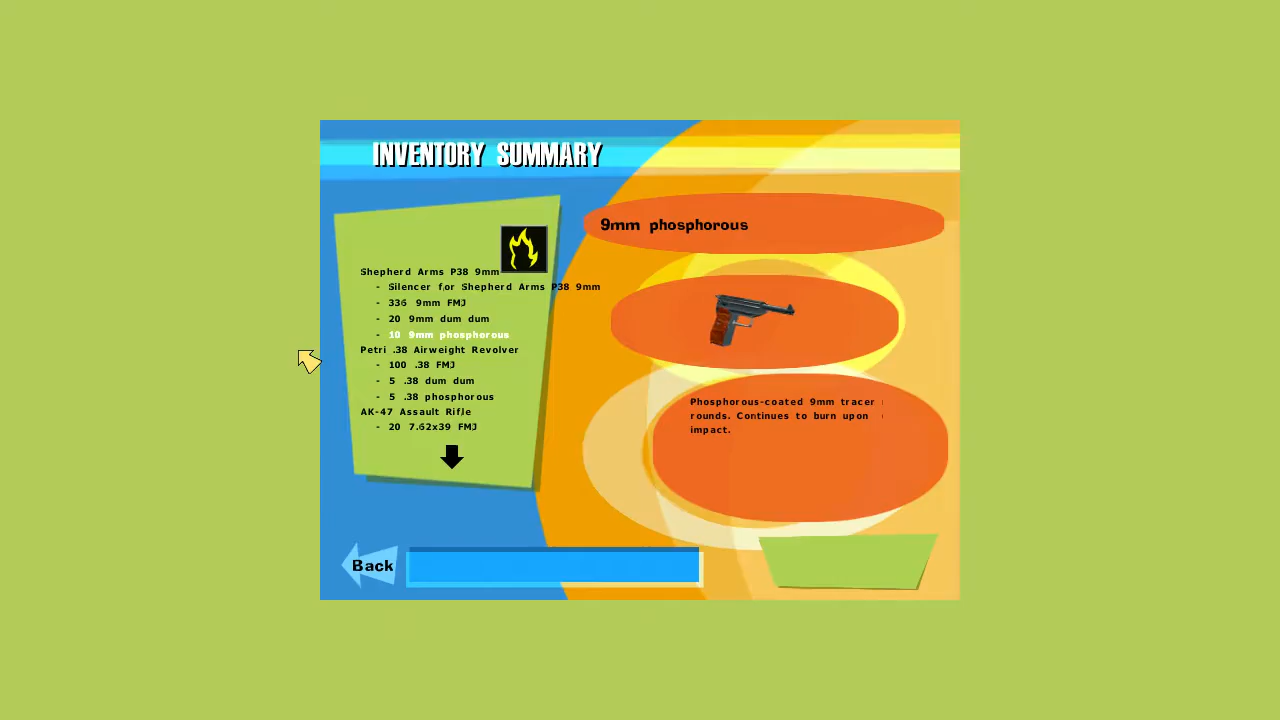 INVENTORY SUMMARY
Shepherd Arms P38 9mm
- Silencer for Shepherd Arms P38 9mm
- 336 9mm FMJ
- 20 9mm dum dum
- 10 9mm phosphorous
Petri .38 Airweight Revolver
- 100 .38 FMJ
- 5 .38 dum dum
- 5 .38 phosphorous
AK-47 Assault Rifle
- 20 7.62x39 FMJ
9mm phosphorous
Phosphorous-coated 9mm tracer
rounds. Continues to burn upon
impact.
Back